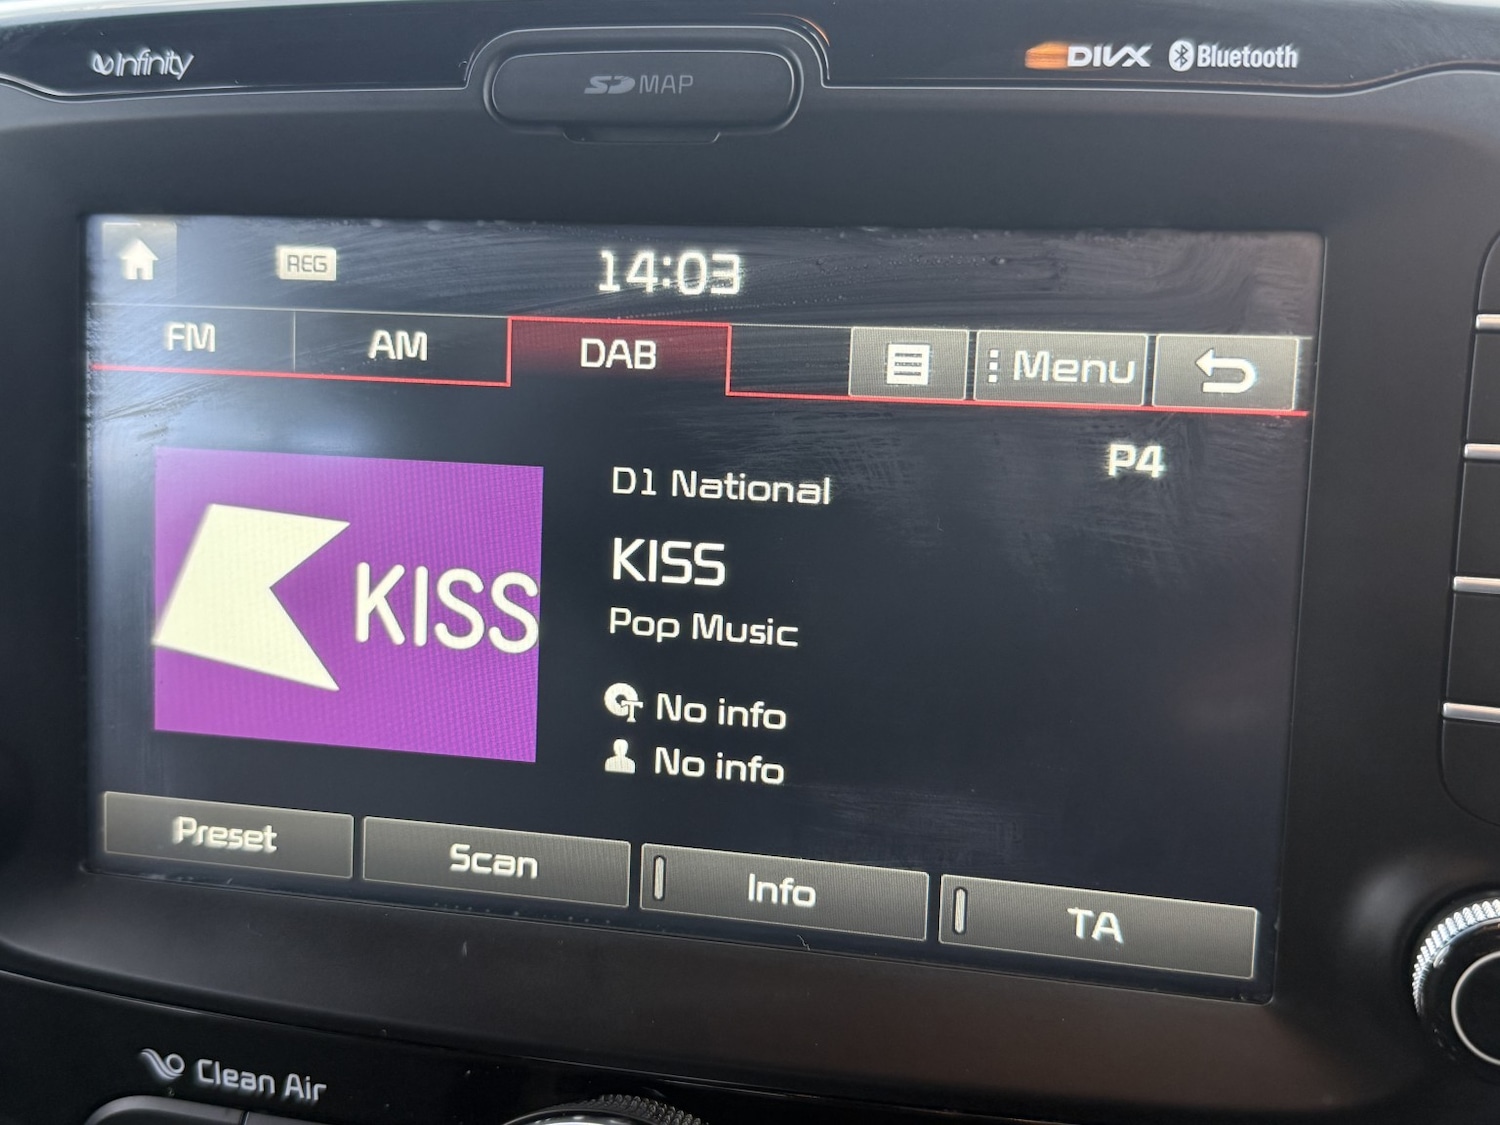 Infinity
SD MAP
DIVX Bluetooth
REG
14:03
FM
AM
DAB
Menu
P4
D1 National
KISS
KISS
Pop Music
T No info
No info
Preset
Scan
Info
TA
Clean Air